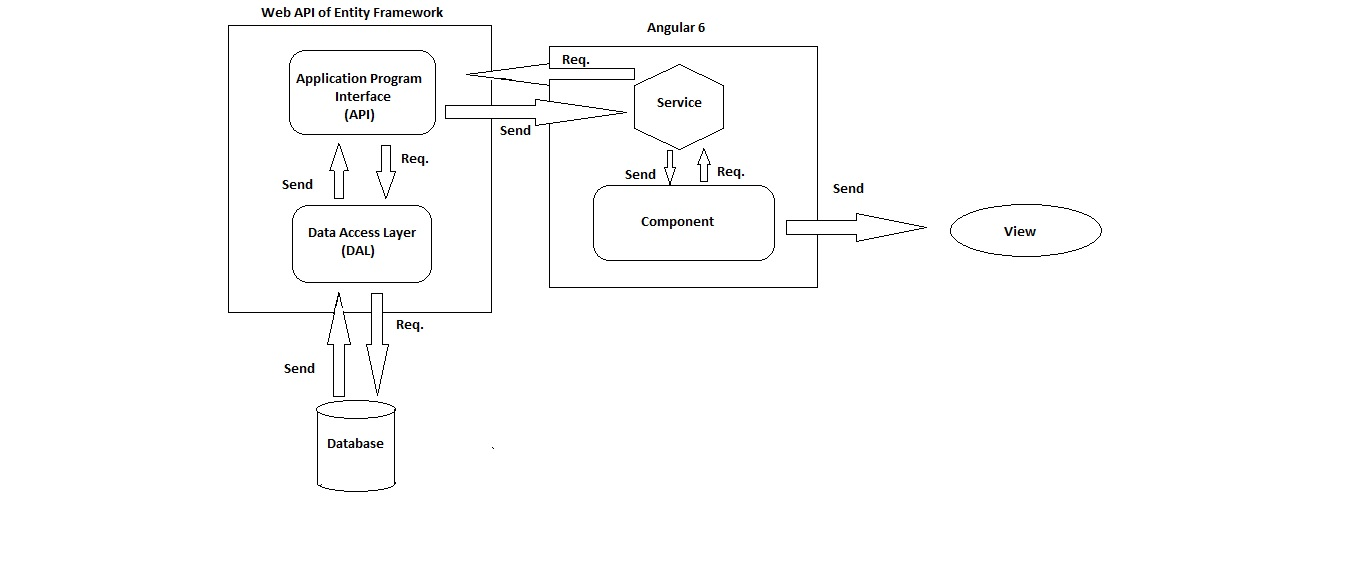 Web API of Entity Framework
Angular 6
Application Program
Interface
(API)
Req.
Service
Send
Send
Req.
Send
Req.
Data Access Layer
(DAL)
Component
Send
View
Req.
Send
Database